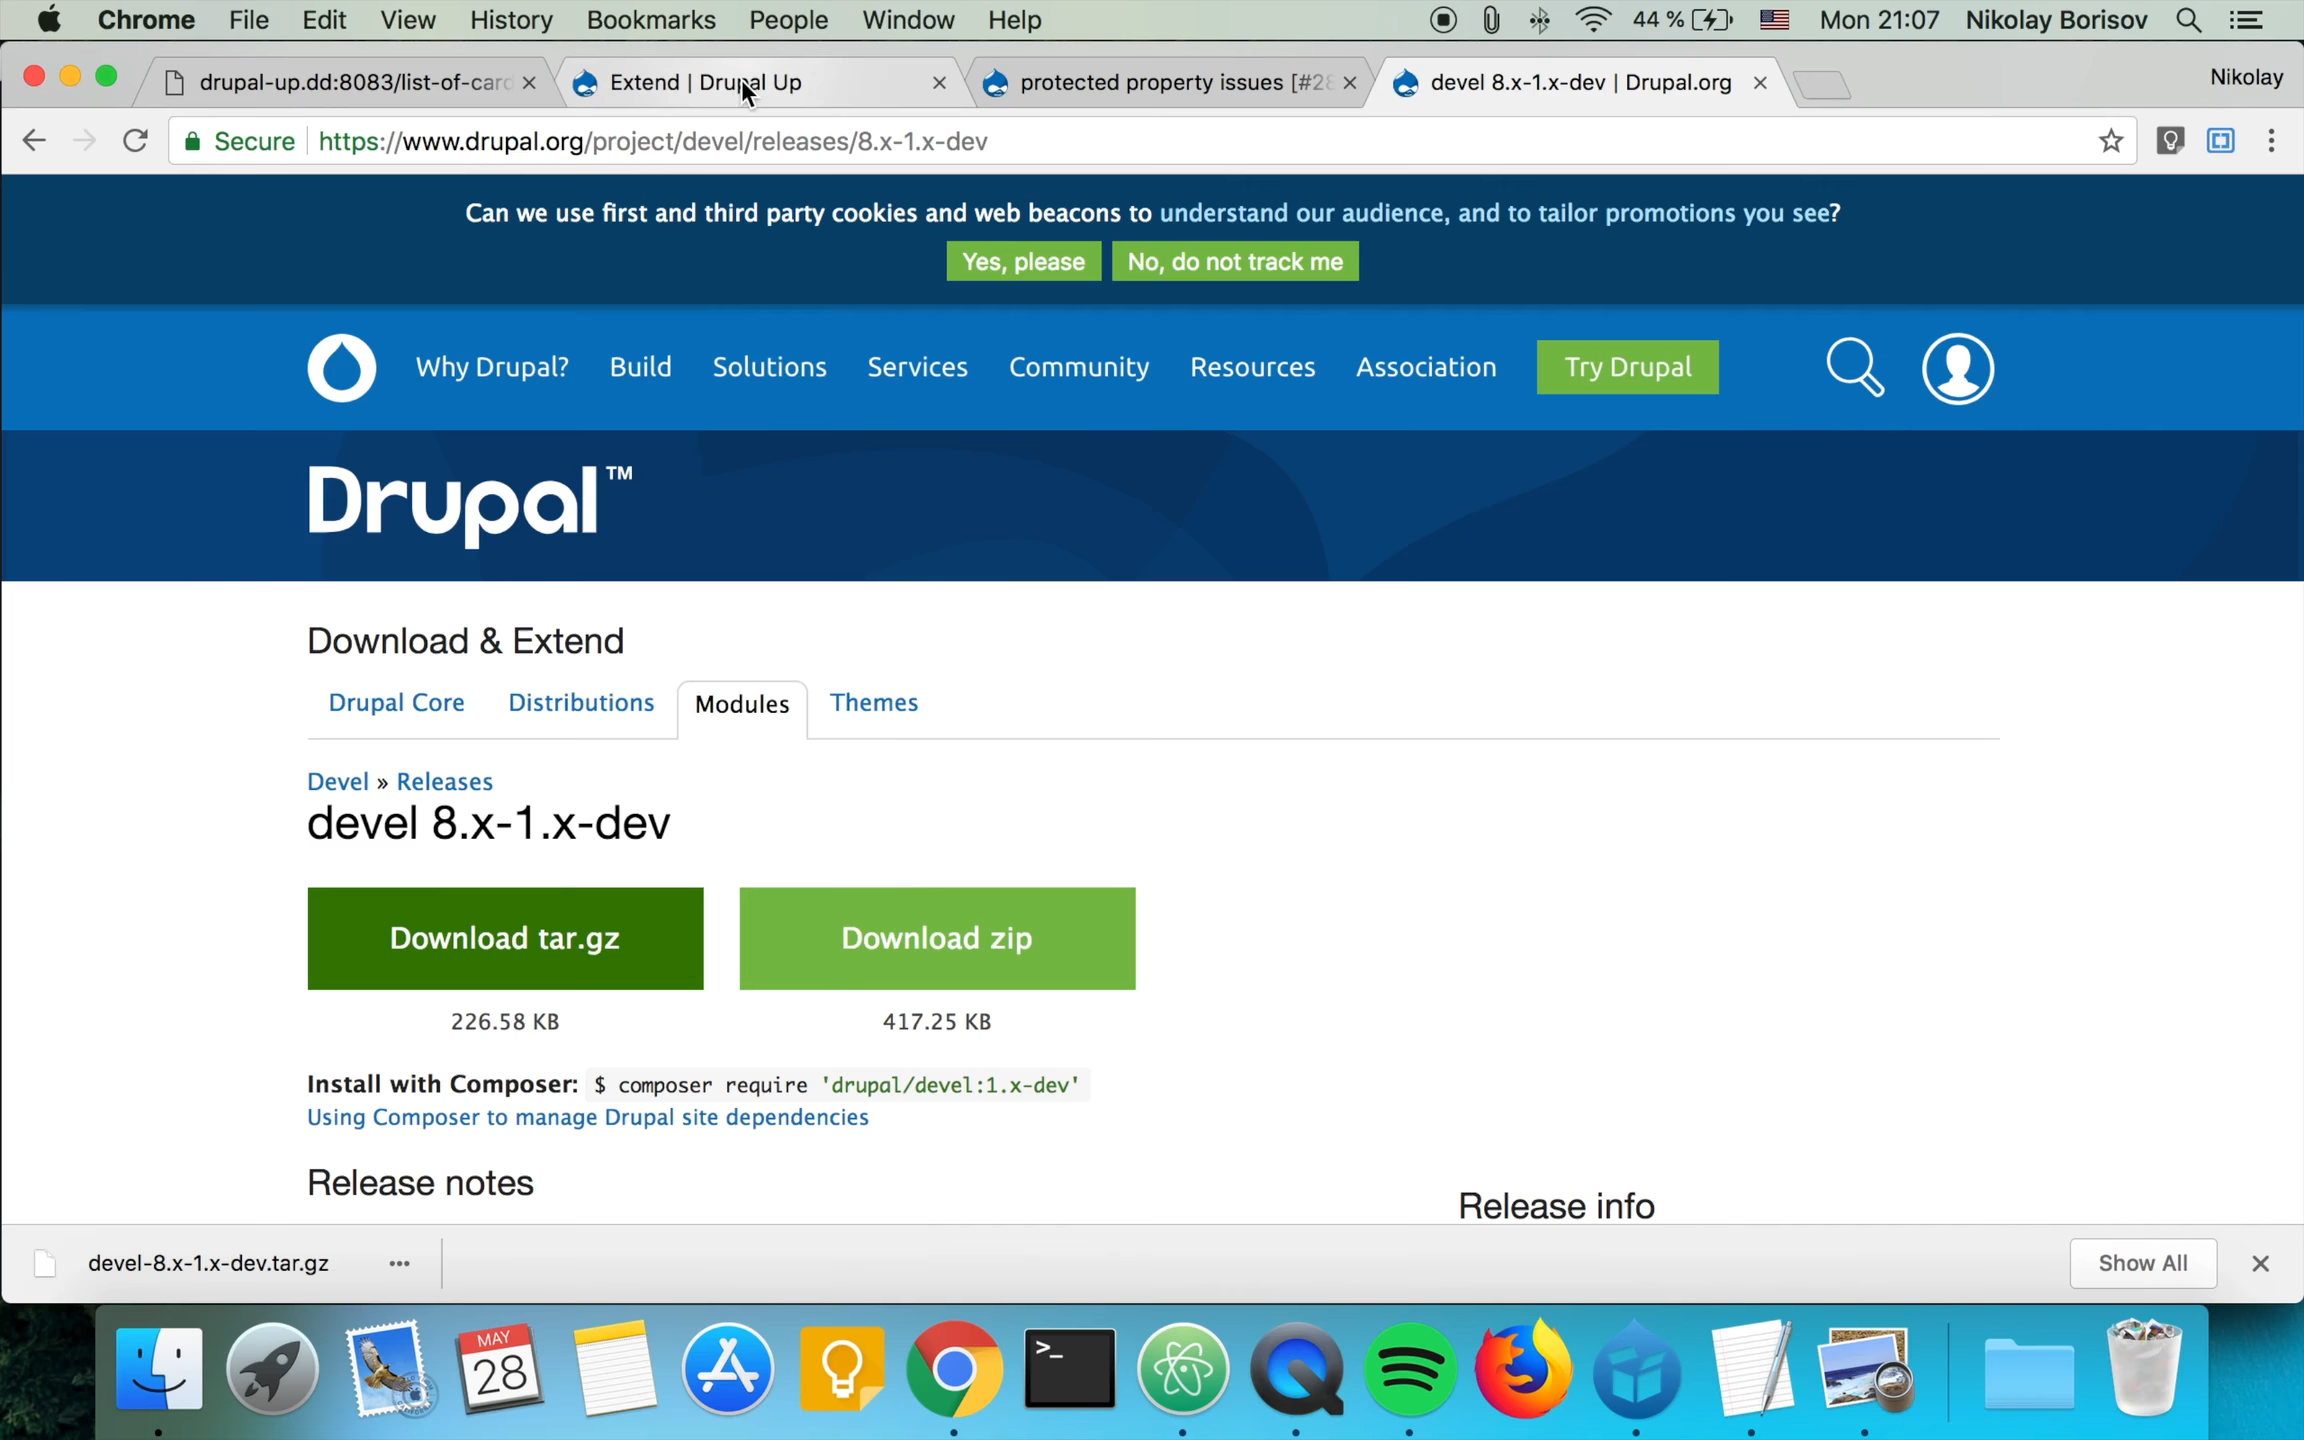 Chrome File Edit View History Bookmarks People Window Help 44 % Mon 21:07 Nikolay Borisov
drupal-up.dd:8083/list-of-card Extend | Drupal Up protected property issues [#28 devel 8.x-1.x-dev | Drupal.org Nikolay
Secure https://www.drupal.org/project/devel/releases/8.x-1.x-dev
Can we use first and third party cookies and web beacons to understand our audience, and to tailor promotions you see?
Yes, please No, do not track me
Why Drupal? Build Solutions Services Community Resources Association Try Drupal
Drupal™
Download & Extend
Drupal Core Distributions Modules Themes
Devel » Releases
devel 8.x-1.x-dev
Download tar.gz Download zip
226.58 KB 417.25 KB
Install with Composer: $ composer require 'drupal/devel:1.x-dev'
Using Composer to manage Drupal site dependencies
Release notes
Release info
devel-8.x-1.x-dev.tar.gz Show All
MAY
28
>_